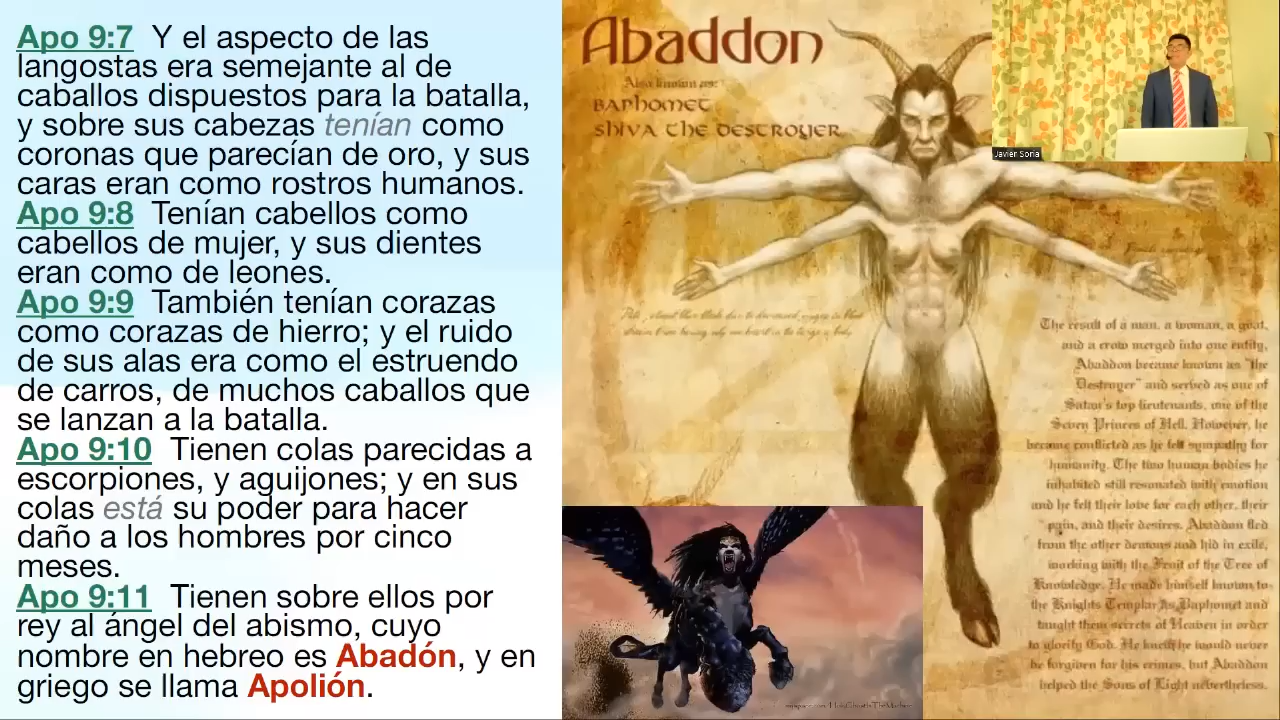 Apo 9:7 Y el aspecto de las
langostas era semejante al de
caballos dispuestos para la batalla,
y sobre sus cabezas tenían como
coronas que parecían de oro, y sus
caras eran como rostros humanos.
Apo 9:8 Tenían cabellos como
cabellos de mujer, y sus dientes
eran como de leones.
Apo 9:9 También tenían corazas
como corazas de hierro; y el ruido
de sus alas era como el estruendo
de carros, de muchos caballos que
se lanzan a la batalla.
Apo 9:10 Tienen colas parecidas a
escorpiones, y aguijones; y en sus
colas está su poder para hacer
daño a los hombres por cinco
meses.
Apo 9:11 Tienen sobre ellos por
rey al ángel del abismo, cuyo
nombre en hebreo es Abadón, y en
griego se llama Apolión.
Abaddon
Also known as:
BAPHOMET
SHIVA THE DESTROYER
Javier Soria
The result of a man, a woman, a goat,
and a crow merged into one entity,
Abaddon became known as "the
Destroyer" and served as one of
Satan's top lieutenants, one of the
Seven Princes of Hell. However, he
became conflicted as he felt sympathy for
humanity. The two human bodies he
inhabited still resonated with emotion
and he felt their love for each other, their
pain, and their desires. Abaddon fled
from the other demons and hid in exile,
working with the Fruit of the Tree of
Knowledge. He made himself known to
the Knights Templar as Baphomet and
taught them secrets of Heaven in order
to glorify God. He knew he would never
be forgiven for his crimes, but Abaddon
helped the Sons of Light nevertheless.